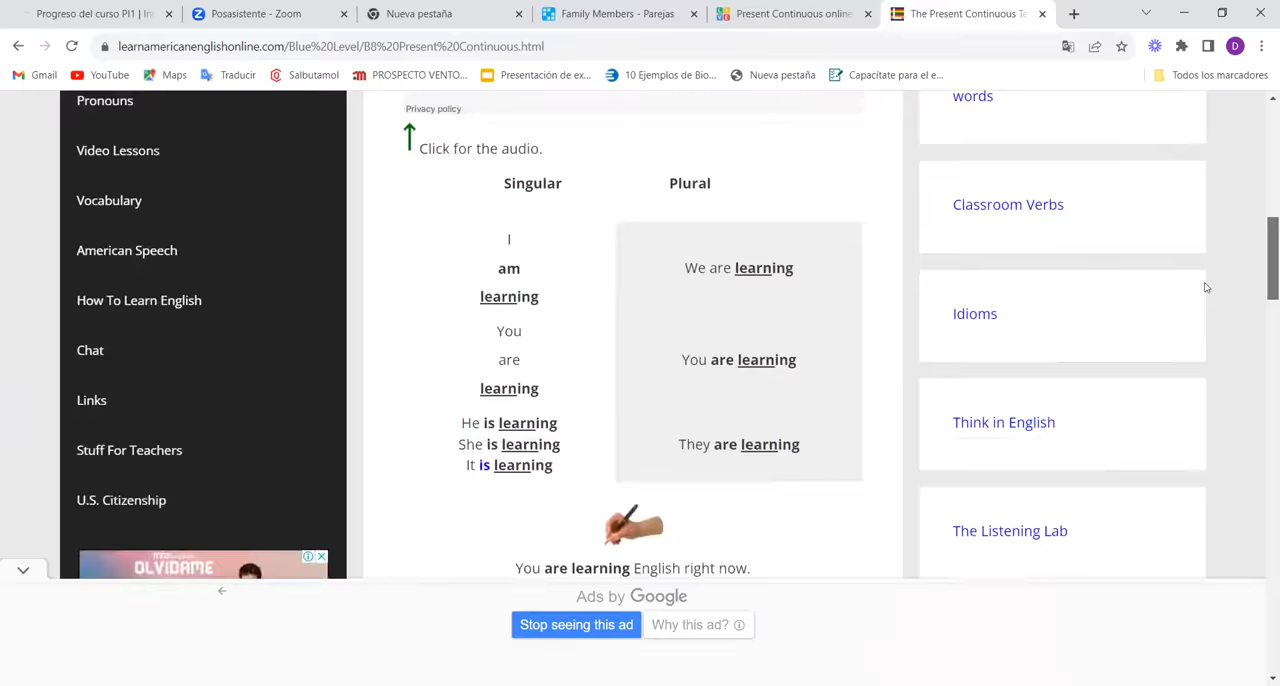 Progreso del curso PI1 | In
Posasistente - Zoom
Nueva pestaña
Family Members - Parejas
Present Continuous online
The Present Continuous Te
learnamericanenglishonline.com/Blue%20Level/B8%20Present%20Continuous.html
D
Gmail
YouTube
Maps
Traducir
Salbutamol
PROSPECTO VENTO...
Presentación de ex...
10 Ejemplos de Bio...
Nueva pestaña
Capacítate para el e...
Todos los marcadores
Pronouns
Video Lessons
Vocabulary
American Speech
How To Learn English
Chat
Links
Stuff For Teachers
U.S. Citizenship
OLVIDAME
Privacy policy
Click for the audio.
Singular Plural
I
am
learning
We are learning
You
are
learning
You are learning
He is learning
She is learning
It is learning
They are learning
You are learning English right now.
words
Classroom Verbs
Idioms
Think in English
The Listening Lab
Ads by Google
Stop seeing this ad
Why this ad?